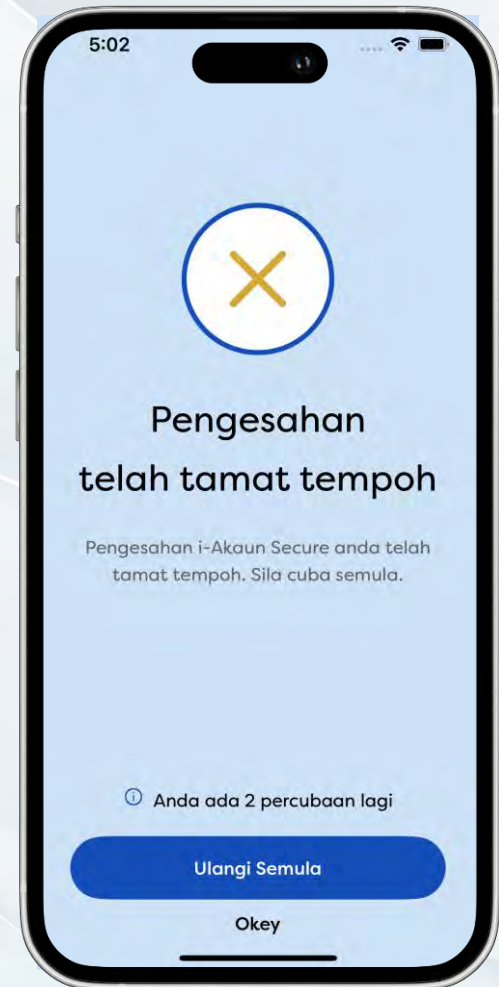 5:02
Pengesahan
telah tamat tempoh
Pengesahan i-Akaun Secure anda telah
tamat tempoh. Sila cuba semula.
Anda ada 2 percubaan lagi
Ulangi Semula
Okey